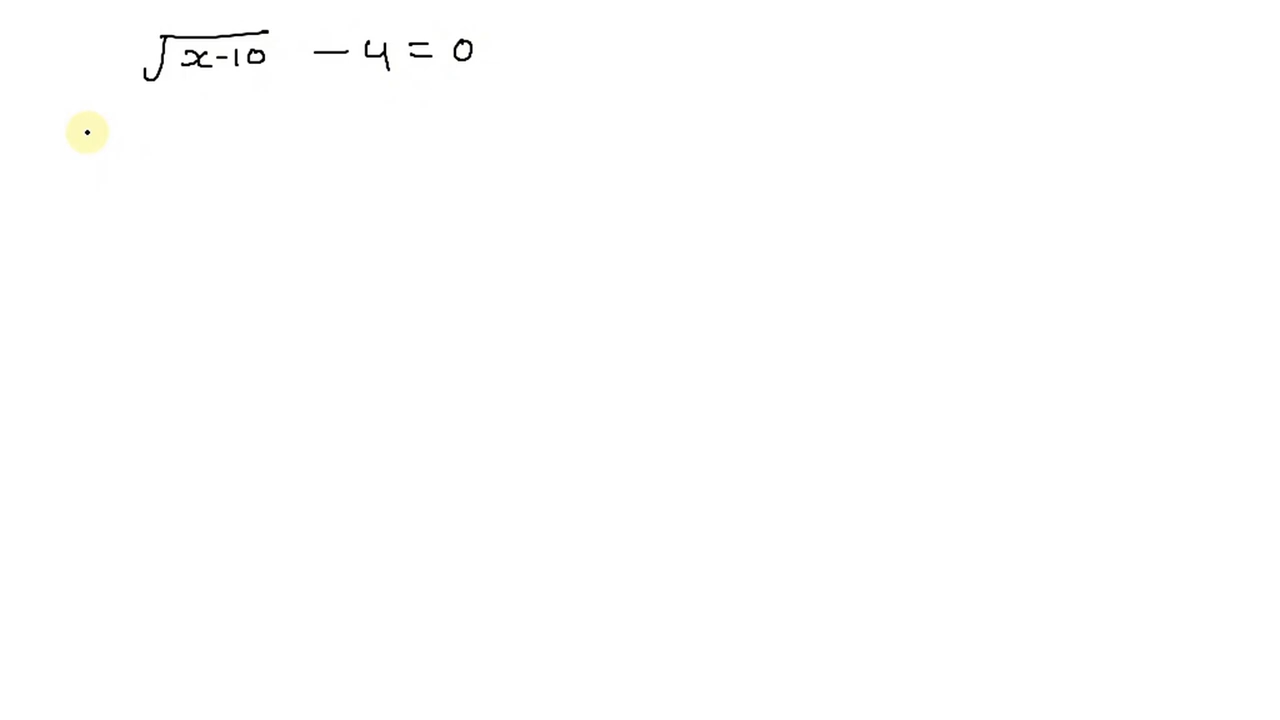 √(x-10) - 4 = 0